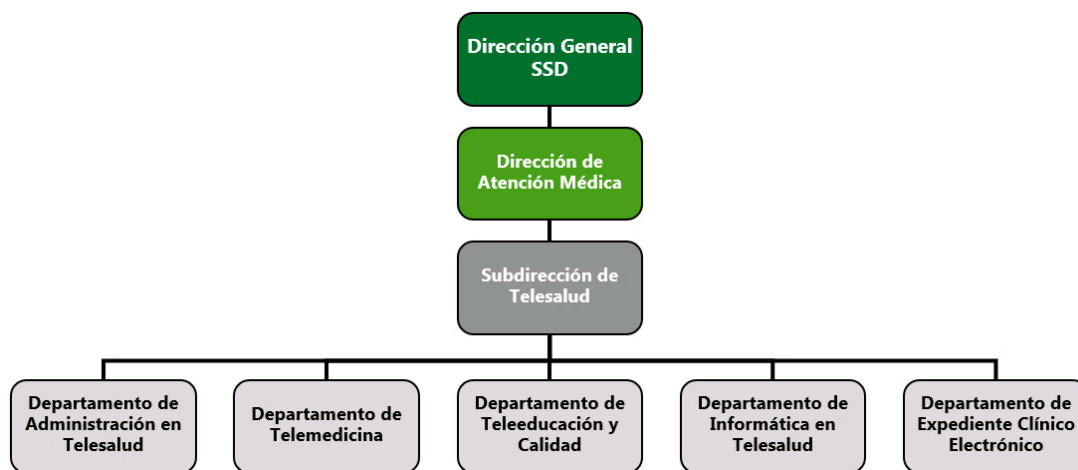 Dirección General
SSD
Dirección de
Atención Médica
Subdirección de
Telesalud
Departamento de
Administración en
Telesalud
Departamento de
Telemedicina
Departamento de
Teleeducación y
Calidad
Departamento de
Informática en
Telesalud
Departamento de
Expediente Clínico
Electrónico